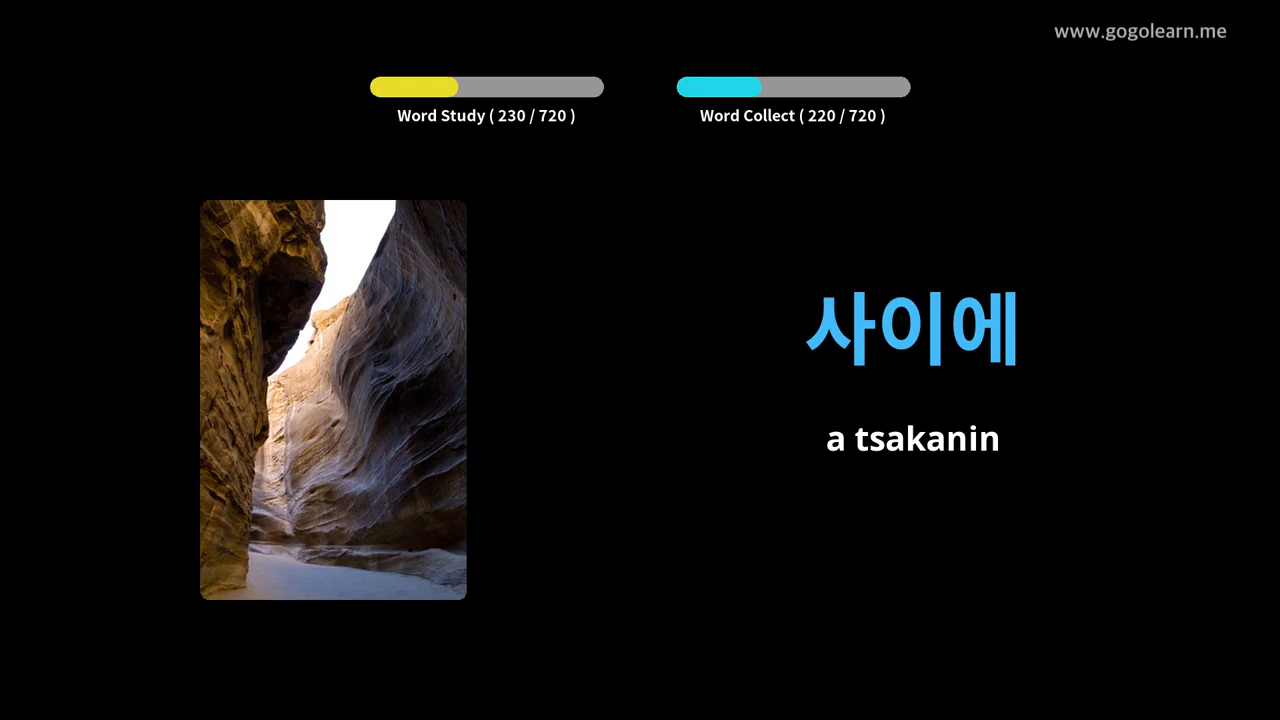 www.gogolearn.me
Word Study ( 230 / 720 )
Word Collect ( 220 / 720 )
사이에
a tsakanin